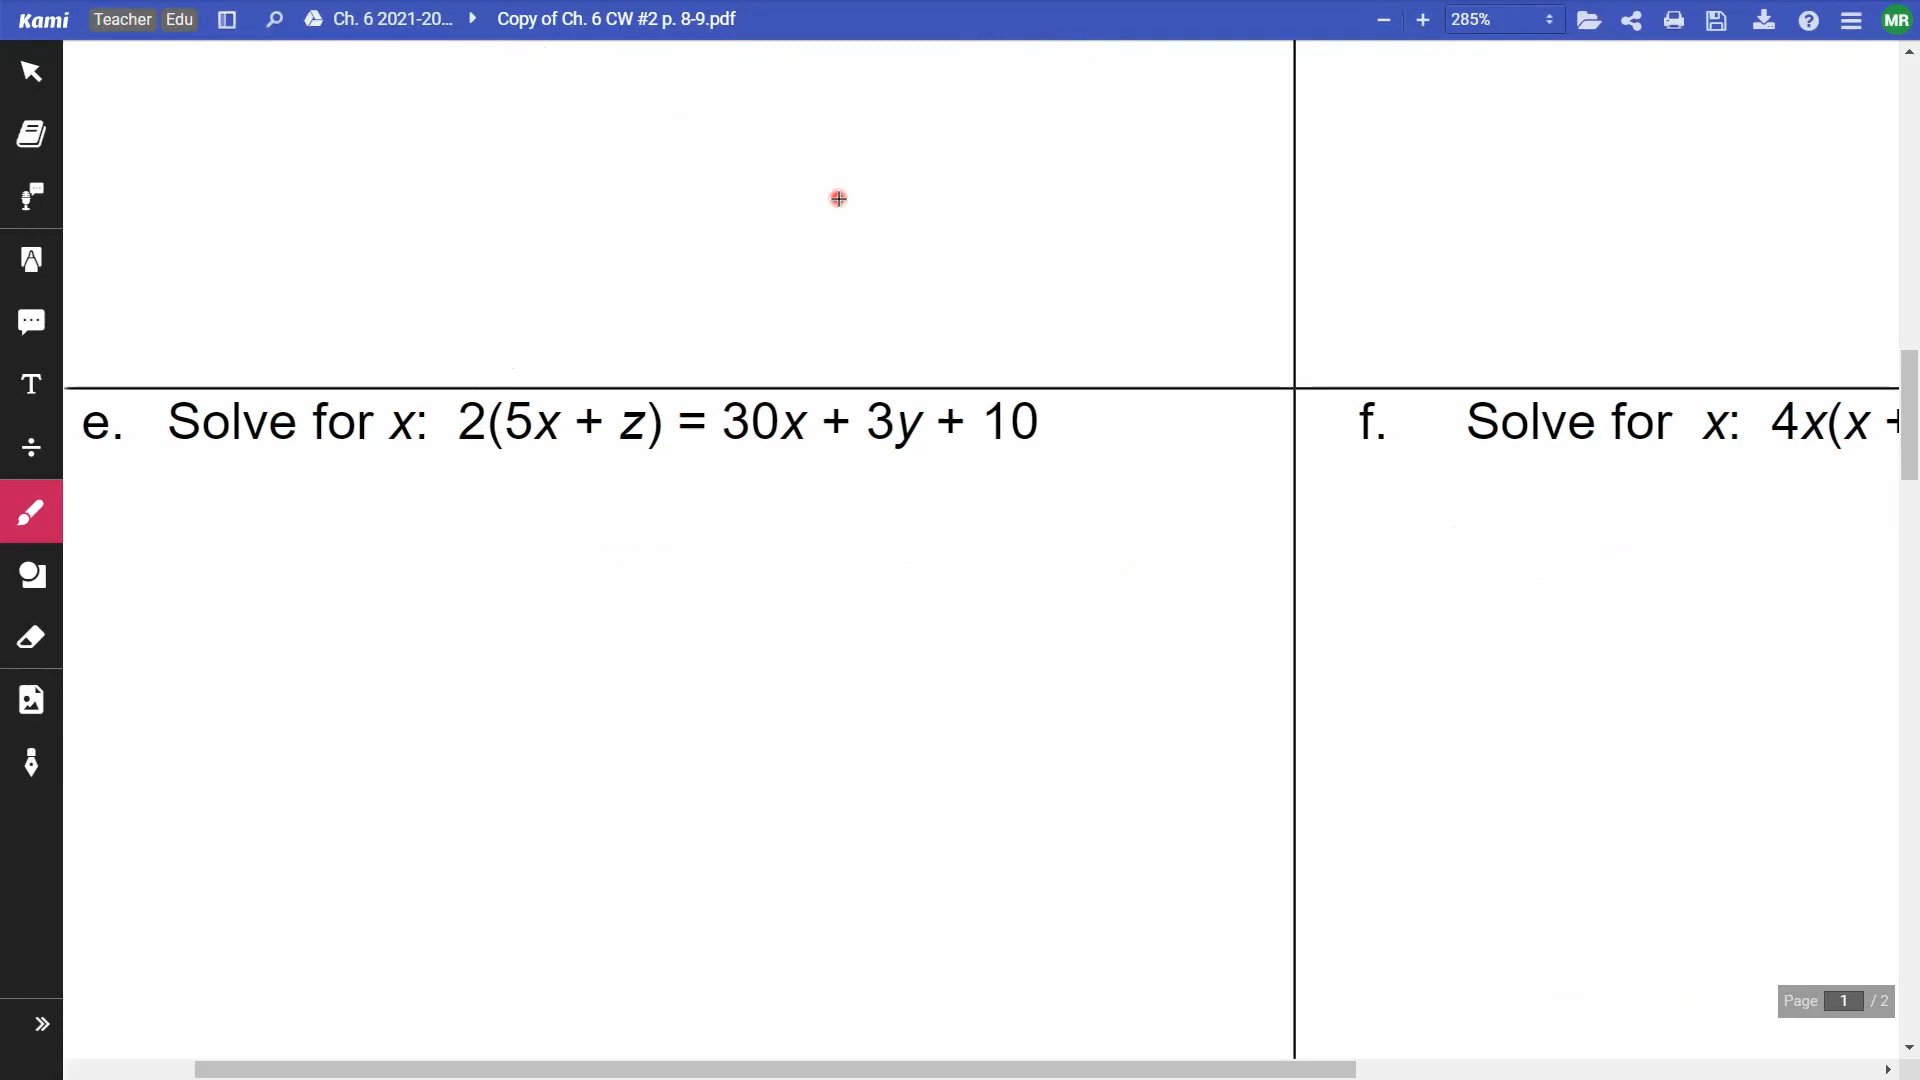 Kami Teacher Edu Ch. 6 2021-20... Copy of Ch. 6 CW #2 p. 8-9.pdf 285% MR
e. Solve for x: 2(5x + z) = 30x + 3y + 10
f. Solve for x: 4x(x +
Page 1 / 2